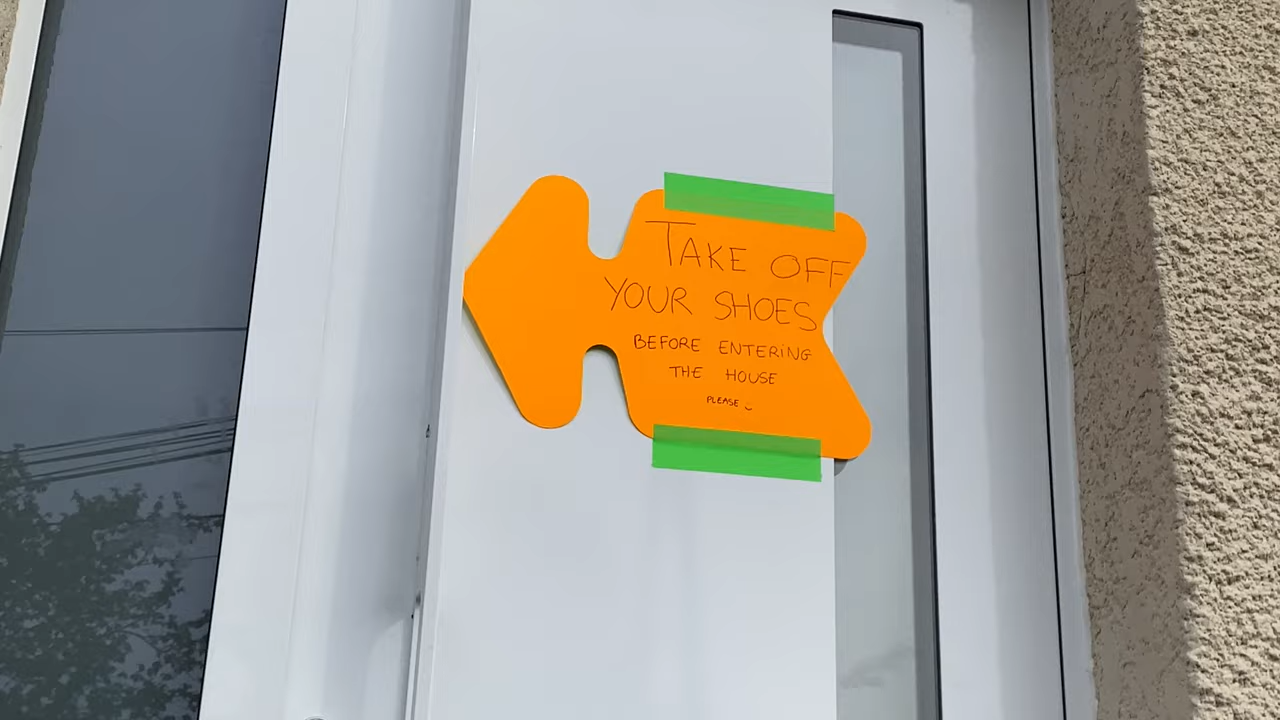 TAKE OFF
YOUR SHOES
BEFORE ENTERING
THE HOUSE
PLEASE